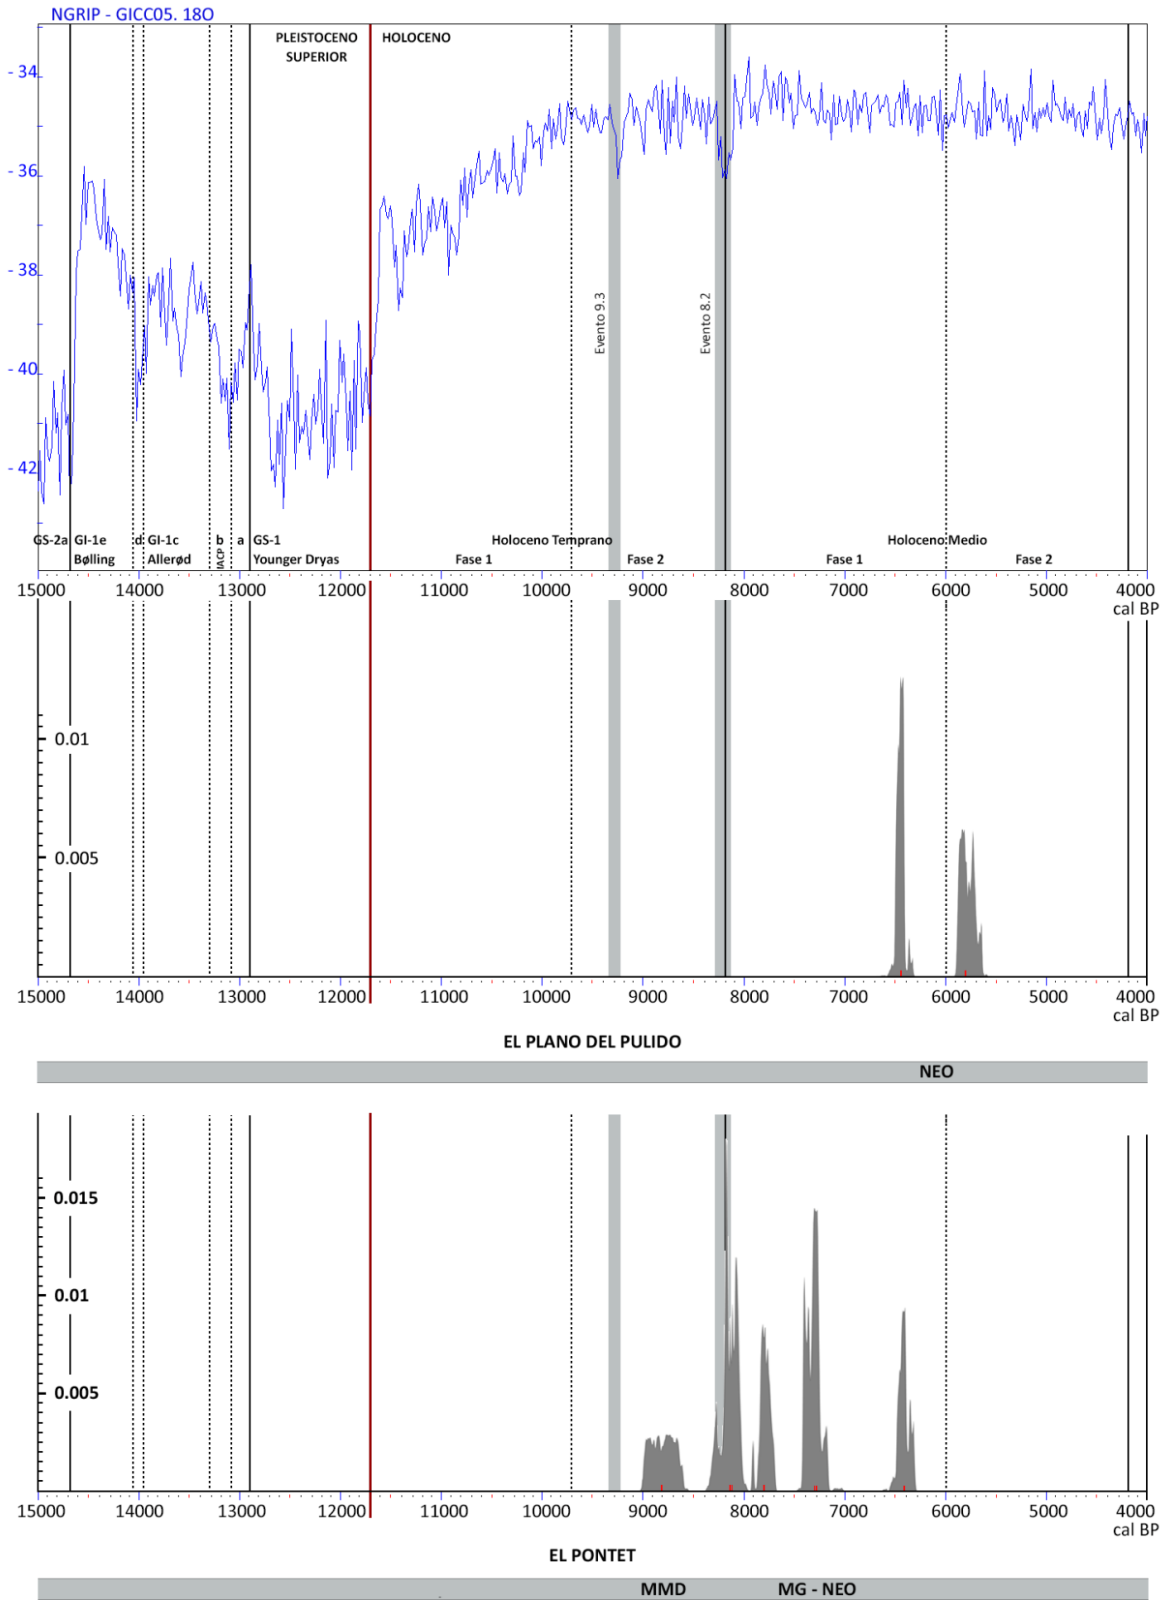 NGRIP - GICC05. 18O
PLEISTOCENO HOLOCENO
SUPERIOR
- 34
- 36
- 38
- 40
- 42
Evento 9.3
Evento 8.2
GS-2a GI-1e d GI-1c b a GS-1 Holoceno Temprano Holoceno Medio
Bølling Allerød IACP Younger Dryas Fase 1 Fase 2 Fase 1 Fase 2
15000 14000 13000 12000 11000 10000 9000 8000 7000 6000 5000 4000
cal BP
0.01
0.005
15000 14000 13000 12000 11000 10000 9000 8000 7000 6000 5000 4000
cal BP
EL PLANO DEL PULIDO
NEO
0.015
0.01
0.005
15000 14000 13000 12000 11000 10000 9000 8000 7000 6000 5000 4000
cal BP
EL PONTET
MMD MG - NEO